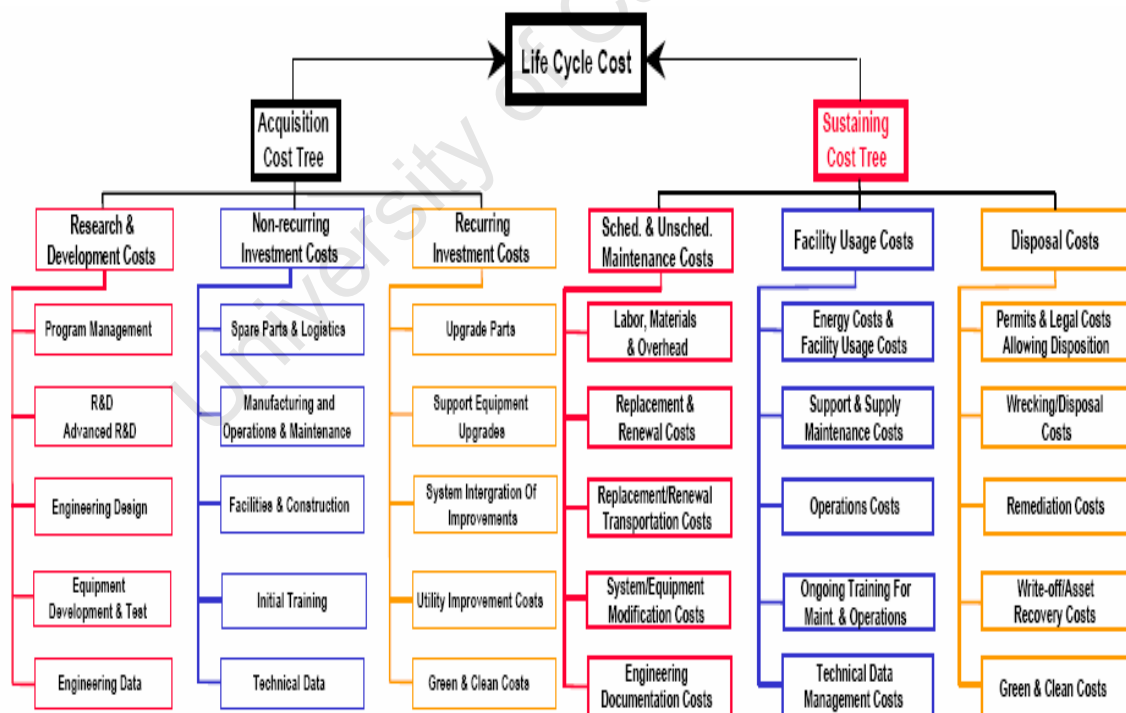 Life Cycle Cost
Acquisition
Cost Tree
Sustaining
Cost Tree
Research &
Development Costs
Non-recurring
Investment Costs
Recurring
Investment Costs
Sched. & Unsched.
Maintenance Costs
Facility Usage Costs
Disposal Costs
Program Management
R&D
Advanced R&D
Engineering Design
Equipment
Development & Test
Engineering Data
Spare Parts & Logistics
Manufacturing and
Operations & Maintenance
Facilities & Construction
Initial Training
Technical Data
Upgrade Parts
Support Equipment
Upgrades
System Intergration Of
Improvements
Utility Improvement Costs
Green & Clean Costs
Labor, Materials
& Overhead
Replacement &
Renewal Costs
Replacement/Renewal
Transportation Costs
System/Equipment
Modification Costs
Engineering
Documentation Costs
Energy Costs &
Facility Usage Costs
Support & Supply
Maintenance Costs
Operations Costs
Ongoing Training For
Maint. & Operations
Technical Data
Management Costs
Permits & Legal Costs
Allowing Disposition
Wrecking/Disposal
Costs
Remediation Costs
Write-off/Asset
Recovery Costs
Green & Clean Costs
University of